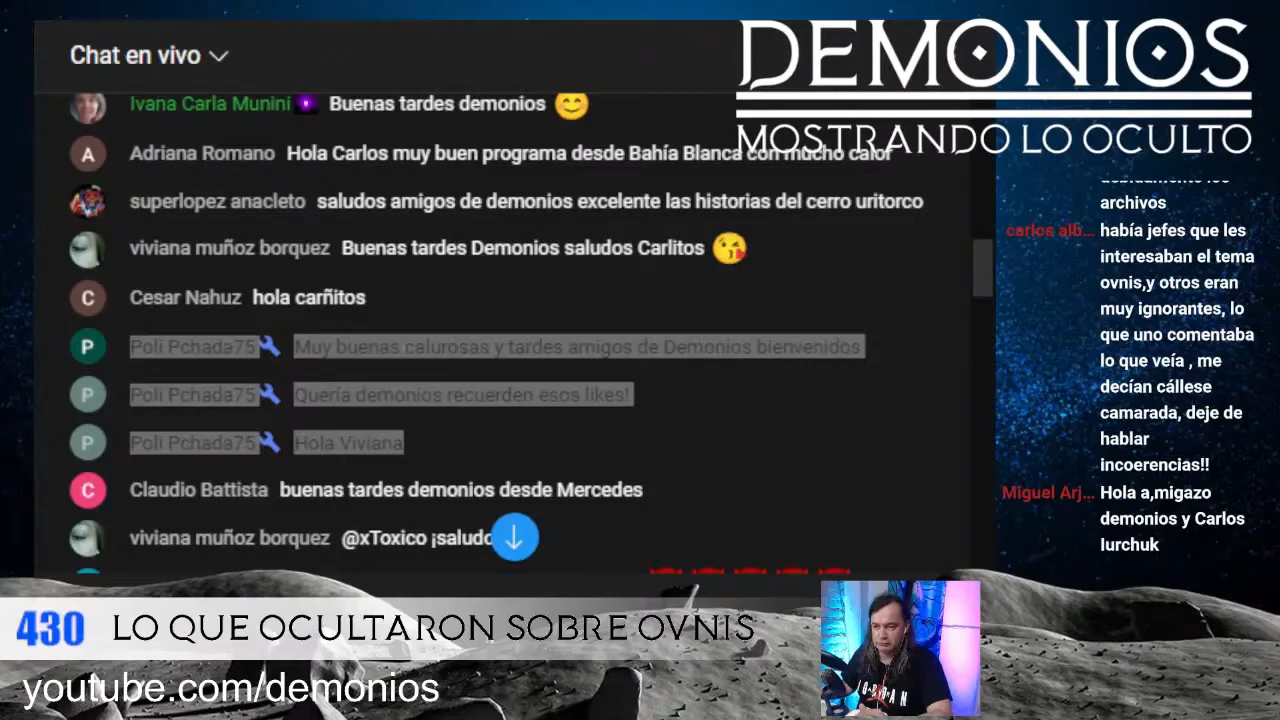 DEMONIOS
MOSTRANDO LO OCULTO
Chat en vivo
Ivana Carla Munini Buenas tardes demonios
Adriana Romano Hola Carlos muy buen programa desde Bahía Blanca con mucho calor
superlopez anacleto saludos amigos de demonios excelente las historias del cerro uritorco
viviana muñoz borquez Buenas tardes Demonios saludos Carlitos
Cesar Nahuz hola carñitos
Poli Pchada75 Muy buenas calurosas y tardes amigos de Demonios bienvenidos
Poli Pchada75 Quería demonios recuerden esos likes!
Poli Pchada75 Hola Viviana
Claudio Battista buenas tardes demonios desde Mercedes
viviana muñoz borquez @xToxico ¡saludo
archivos
carlos alb... había jefes que les
interesaban el tema
ovnis,y otros eran
muy ignorantes, lo
que uno comentaba
lo que veía , me
decían cállese
camarada, deje de
hablar
incoerencias!!
Miguel Arj... Hola a,migazo
demonios y Carlos
Iurchuk
430 LO QUE OCULTARON SOBRE OVNIS
youtube.com/demonios